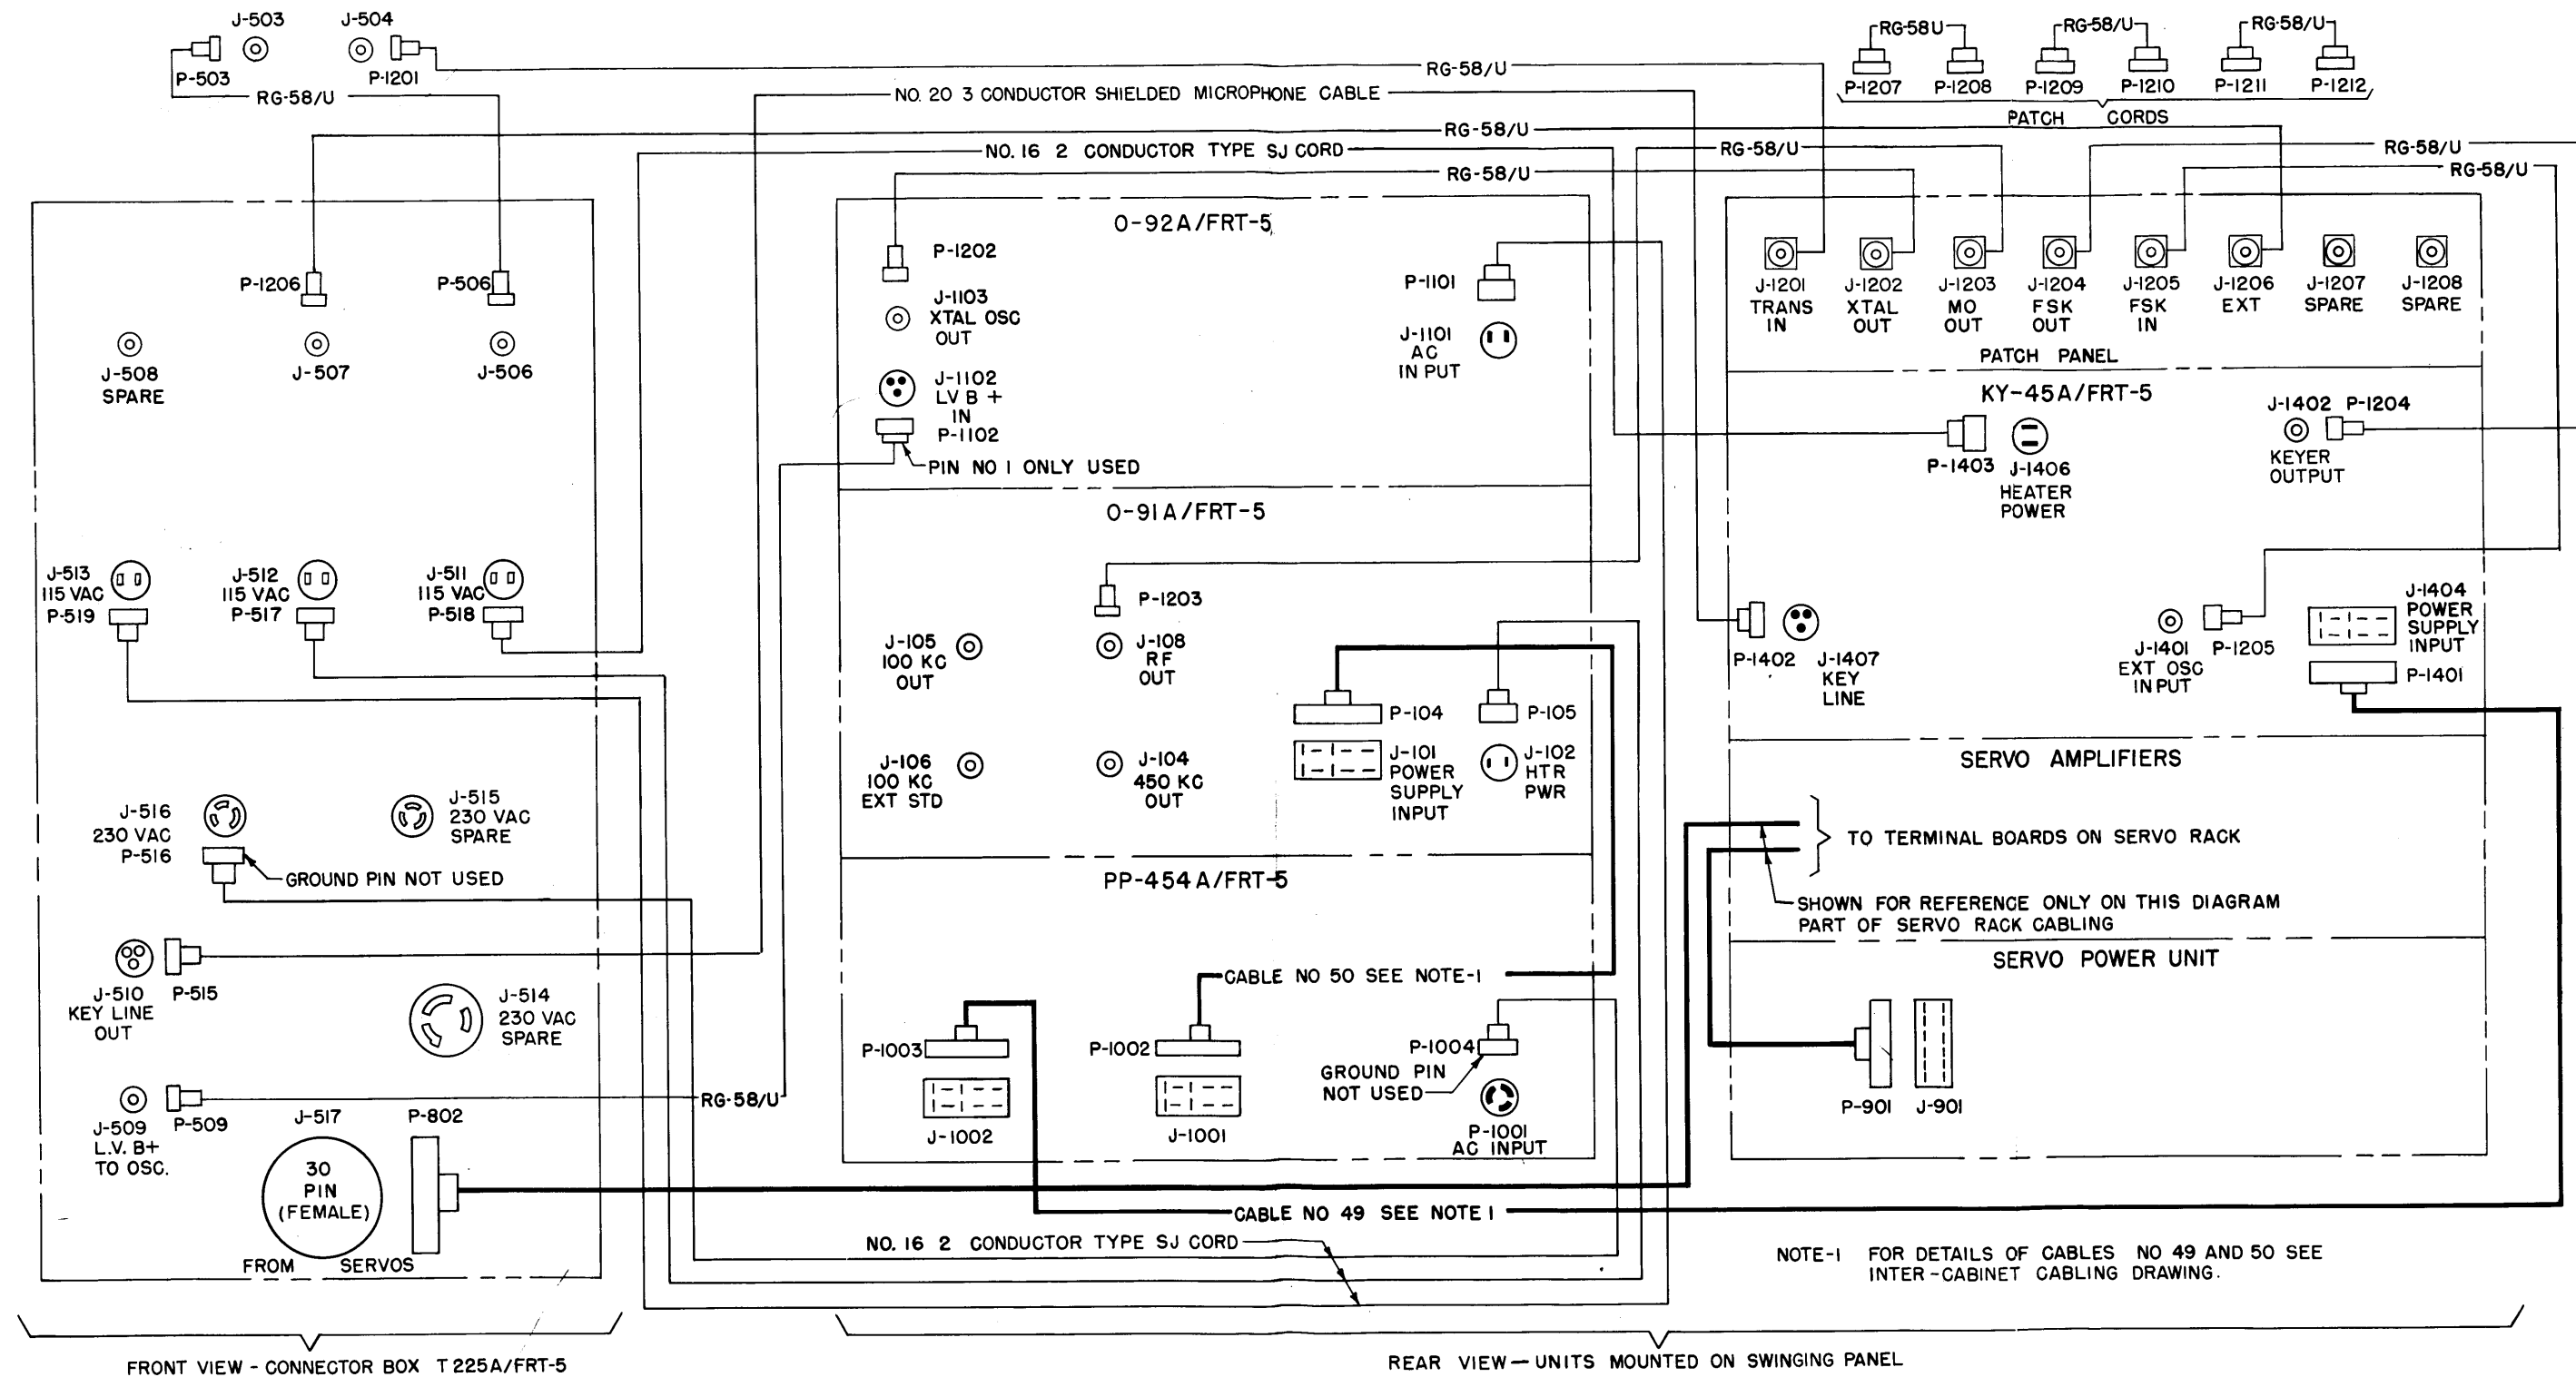 J-503
J-504
P-503
P-1201
RG-58/U
RG-58/U
NO. 20 3 CONDUCTOR SHIELDED MICROPHONE CABLE
RG-58/U
NO. 16 2 CONDUCTOR TYPE SJ CORD
RG-58/U
RG-58/U
RG-58/U
RG-58/U
RG-58U
RG-58/U
RG-58/U
P-1207
P-1208
P-1209
P-1210
P-1211
P-1212
PATCH CORDS
P-1206
P-506
J-508
SPARE
J-507
J-506
J-513
115 VAC
P-519
J-512
115 VAC
P-517
J-511
115 VAC
P-518
J-516
230 VAC
P-516
J-515
230 VAC
SPARE
GROUND PIN NOT USED
J-510
KEY LINE
OUT
P-515
J-514
230 VAC
SPARE
J-509
L.V. B+
TO OSC.
P-509
RG-58/U
J-517
P-802
30
PIN
(FEMALE)
FROM SERVOS
FRONT VIEW - CONNECTOR BOX T225A/FRT-5
O-92A/FRT-5
P-1202
J-1103
XTAL OSC
OUT
J-1102
LV B +
IN
P-1102
PIN NO 1 ONLY USED
P-1101
J-1101
AC
INPUT
O-91A/FRT-5
P-1203
J-105
100 KC
OUT
J-108
RF
OUT
P-104
P-105
J-106
100 KC
EXT STD
J-104
450 KC
OUT
J-101
POWER
SUPPLY
INPUT
J-102
HTR
PWR
PP-454A/FRT-5
CABLE NO 50 SEE NOTE-1
P-1003
P-1002
P-1004
GROUND PIN
NOT USED
J-1002
J-1001
P-1001
AC INPUT
CABLE NO 49 SEE NOTE 1
NO. 16 2 CONDUCTOR TYPE SJ CORD
J-1201
TRANS
IN
J-1202
XTAL
OUT
J-1203
MO
OUT
J-1204
FSK
OUT
J-1205
FSK
IN
J-1206
EXT
J-1207
SPARE
J-1208
SPARE
PATCH PANEL
KY-45A/FRT-5
P-1403
J-1406
HEATER
POWER
J-1402
P-1204
KEYER
OUTPUT
P-1402
J-1407
KEY
LINE
J-1401
EXT OSC
INPUT
P-1205
J-1404
POWER
SUPPLY
INPUT
P-1401
SERVO AMPLIFIERS
TO TERMINAL BOARDS ON SERVO RACK
SHOWN FOR REFERENCE ONLY ON THIS DIAGRAM
PART OF SERVO RACK CABLING
SERVO POWER UNIT
P-901
J-901
NOTE-1 FOR DETAILS OF CABLES NO 49 AND 50 SEE
INTER-CABINET CABLING DRAWING.
REAR VIEW — UNITS MOUNTED ON SWINGING PANEL